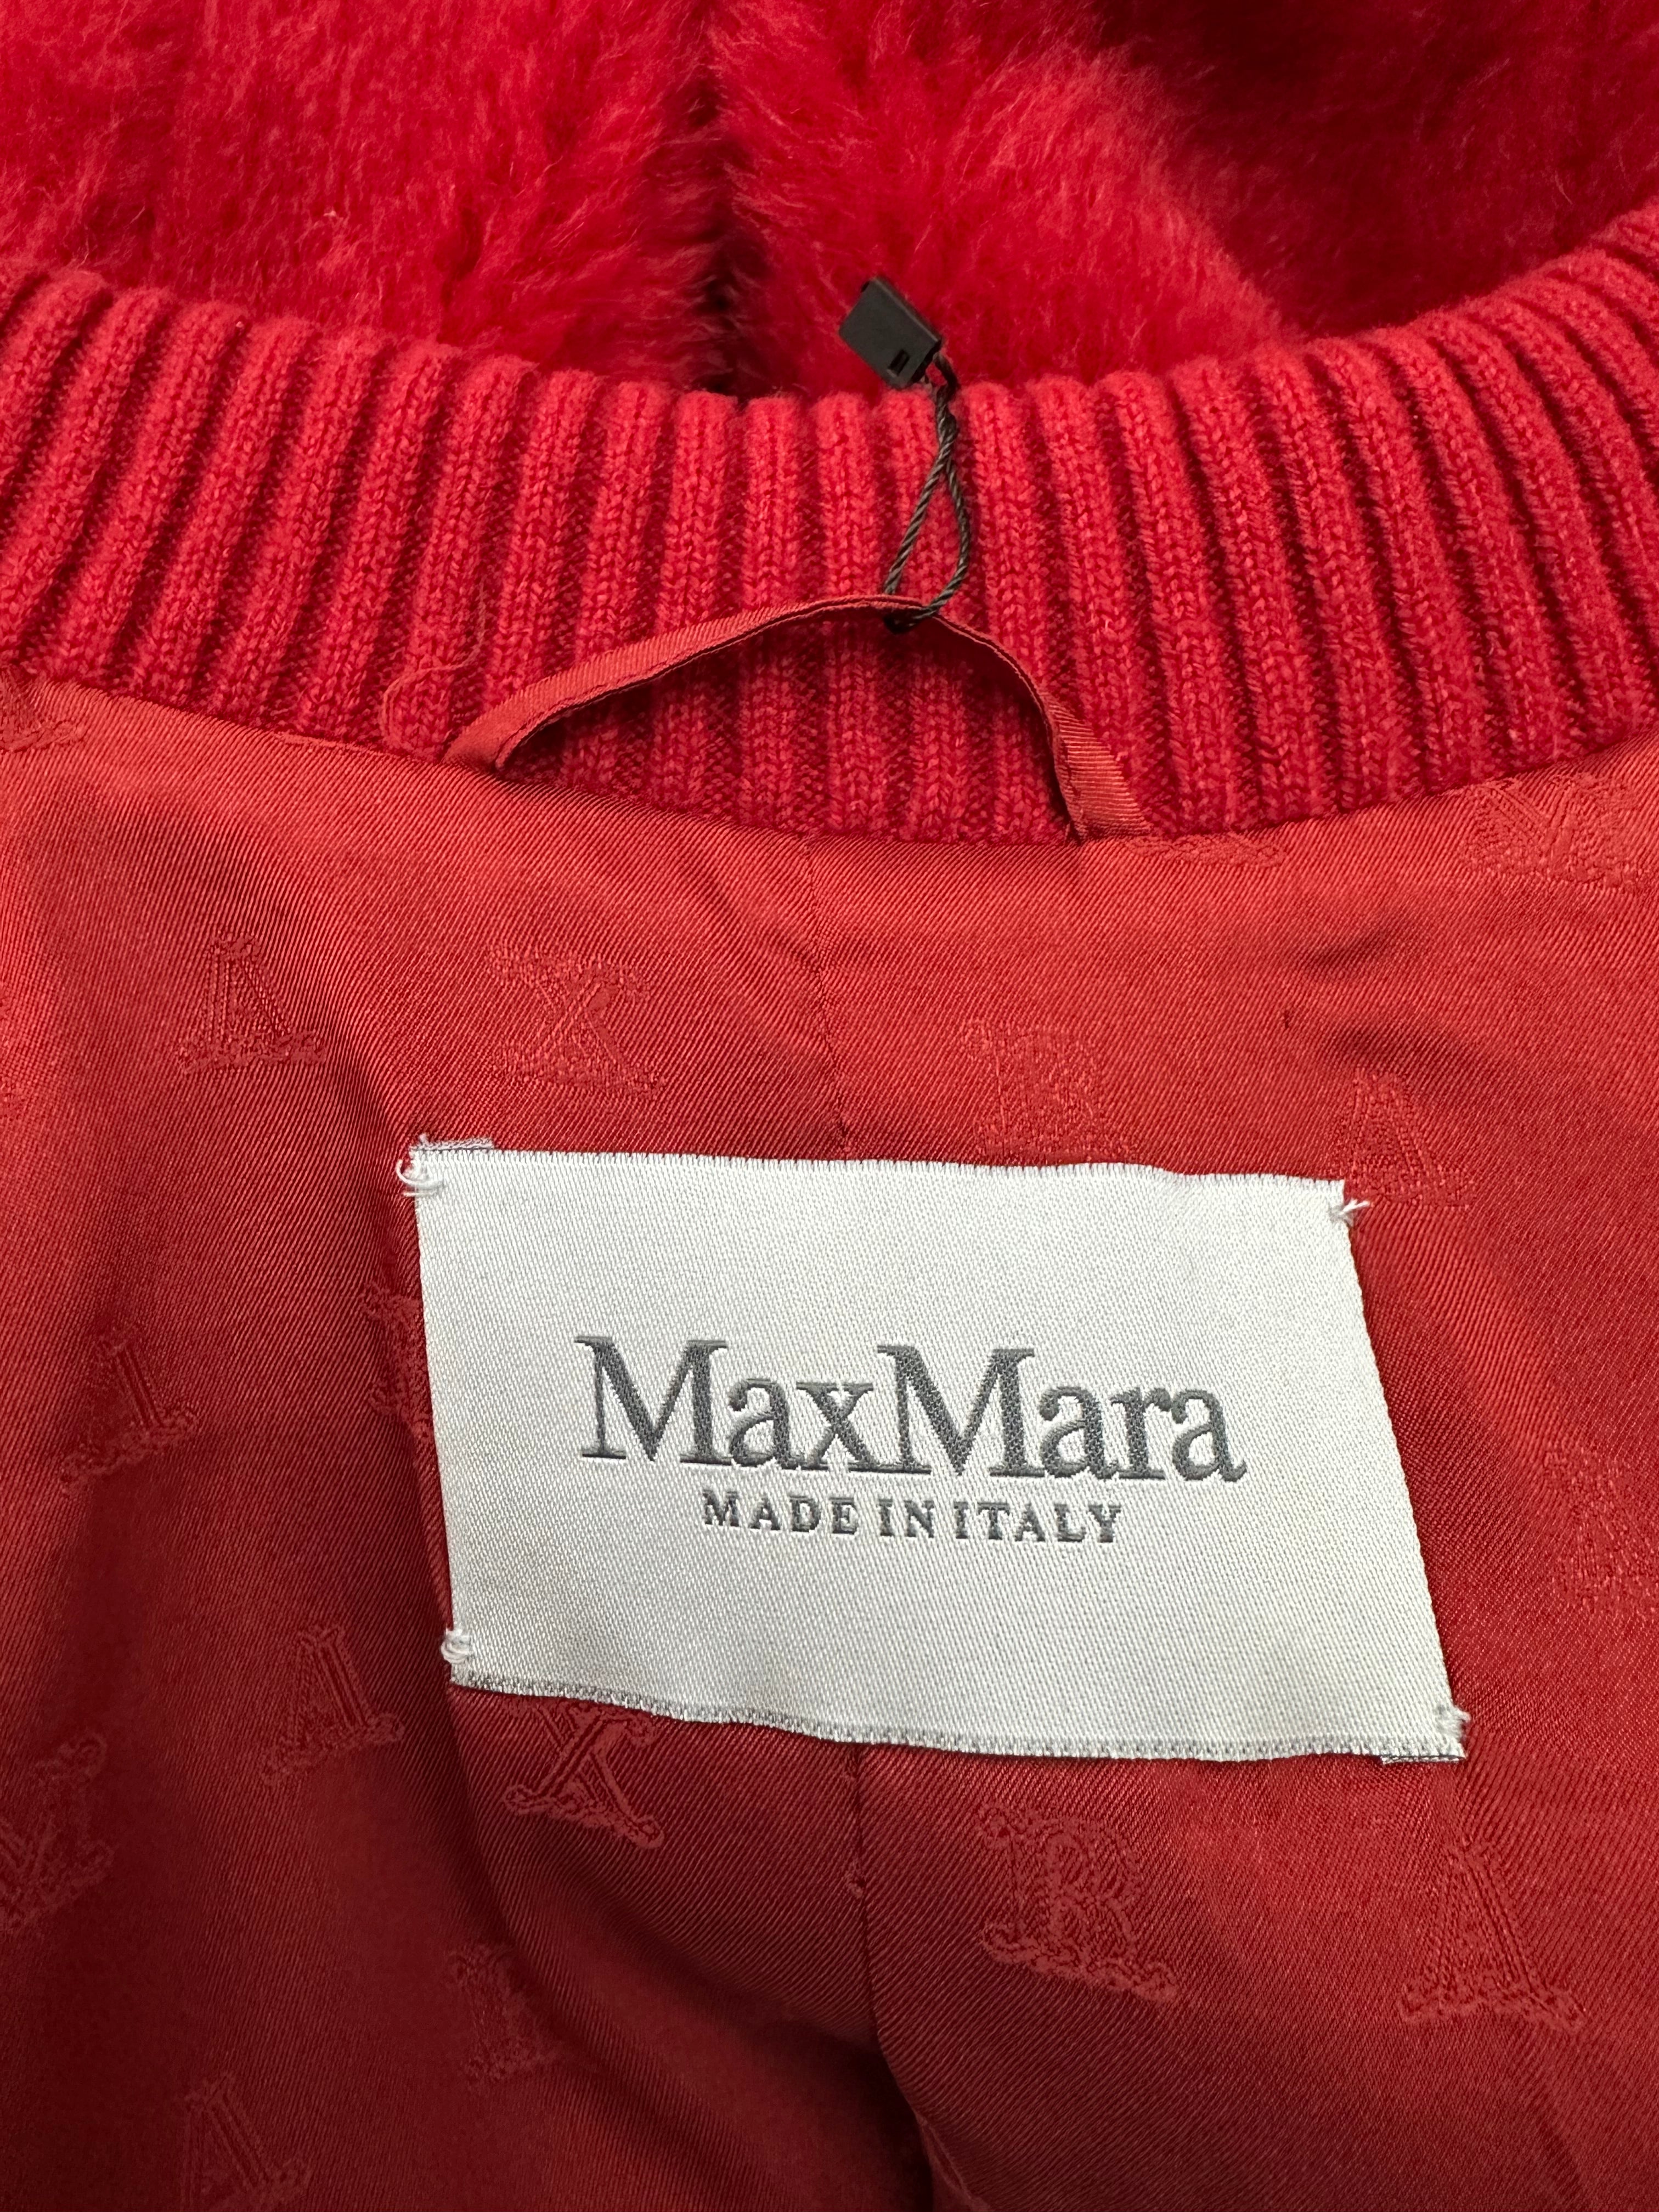 MaxMara
MADE IN ITALY
A X R A
A
A X R A
M
A